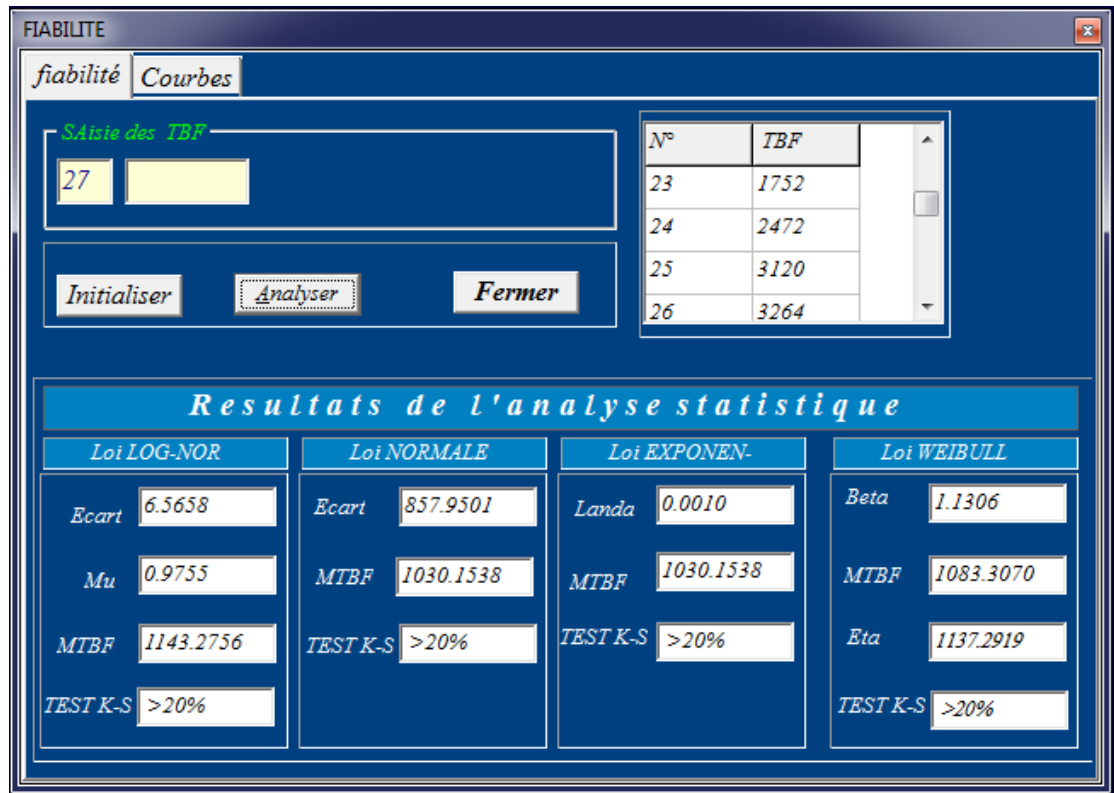 FIABILITE
fiabilité Courbes
SAisie des TBF
27
N° TBF
23 1752
24 2472
25 3120
26 3264
Initialiser Analyser Fermer
Resultats de l'analyse statistique
Loi LOG-NOR
Ecart 6.5658
Mu 0.9755
MTBF 1143.2756
TEST K-S >20%
Loi NORMALE
Ecart 857.9501
MTBF 1030.1538
TEST K-S >20%
Loi EXPONEN-
Landa 0.0010
MTBF 1030.1538
TEST K-S >20%
Loi WEIBULL
Beta 1.1306
MTBF 1083.3070
Eta 1137.2919
TEST K-S >20%